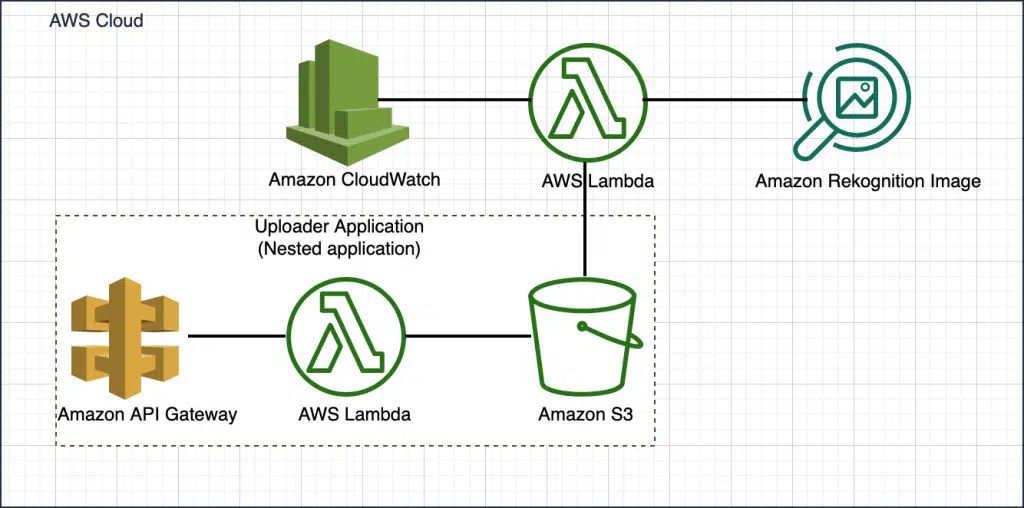 AWS Cloud
Amazon CloudWatch
AWS Lambda
Amazon Rekognition Image
Uploader Application
(Nested application)
Amazon API Gateway
AWS Lambda
Amazon S3